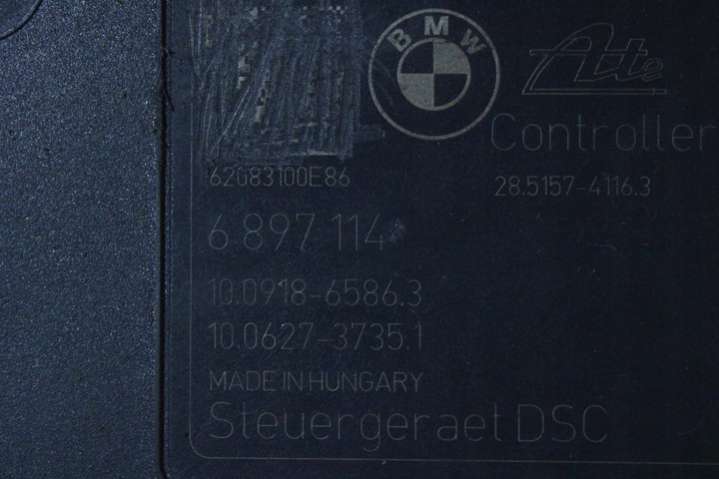 BMW
Ate
Controller
62083100E86
28.5157-4116.3
6 897 114
10.0918-6586.3
10.0627-3735.1
MADE IN HUNGARY
Steuergeraet DSC